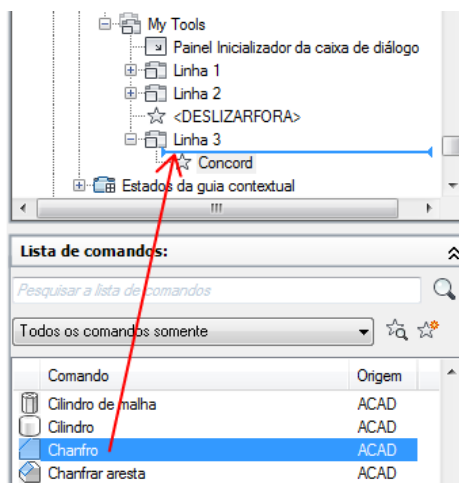 My Tools
Painel Inicializador da caixa de diálogo
Linha 1
Linha 2
<DESLIZARFORA>
Linha 3
Concord
Estados da guia contextual
Lista de comandos:
Pesquisar a lista de comandos
Todos os comandos somente
Comando Origem
Cilindro de malha ACAD
Cilindro ACAD
Chanfro ACAD
Chanfrar aresta ACAD